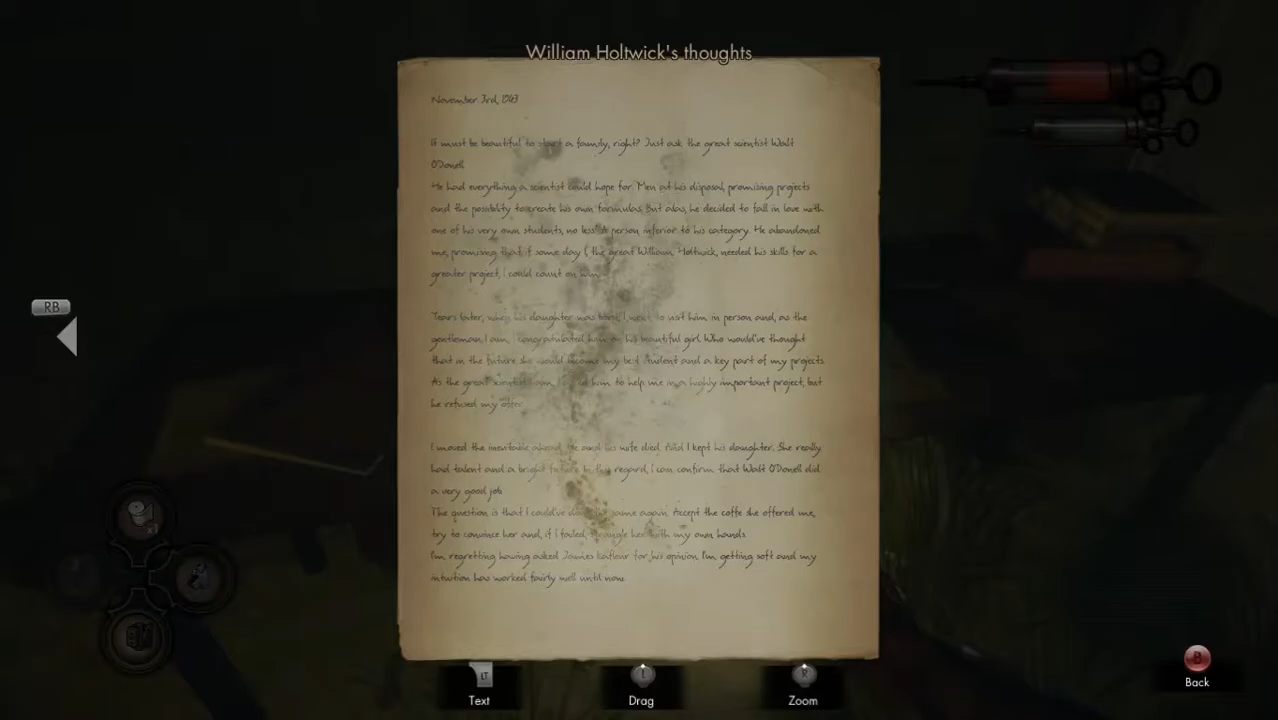 William Holtwick's thoughts
November 3rd, 1963
It must be beautiful to start a family, right? Just ask the great scientist Walt
O'Donell
He had everything a scientist could hope for. Men at his disposal, promising projects
and the possibility to create his own formulas. But alas, he decided to fall in love with
one of his very own students, no less! A person inferior to his category. He abandoned
me, promising that if some day I, the great William Holtwick, needed his skills for a
greater project, I could count on him.
Years later, when his daughter was born, I went to visit him in person and, as the
gentleman I am, I congratulated him on his beautiful girl. Who would've thought
that in the future she would become my best student and a key part of my projects
As the great scientist I am, I asked him to help me in a highly important project, but
he refused my offer
I moved the inevitable ahead. He and his wife died. And I kept his daughter. She really
had talent and a bright future. In this regard, I can confirm that Walt O'Donell did
a very good job
The question is that I could've done the same again. Accept the coffe she offered me,
try to convince her and, if I failed, strangle her with my own hands
I'm regretting having asked James for his opinion. I'm getting soft and my
intuition has worked fairly well until now.
RB
x1
LT
L
R
B
Text
Drag
Zoom
Back